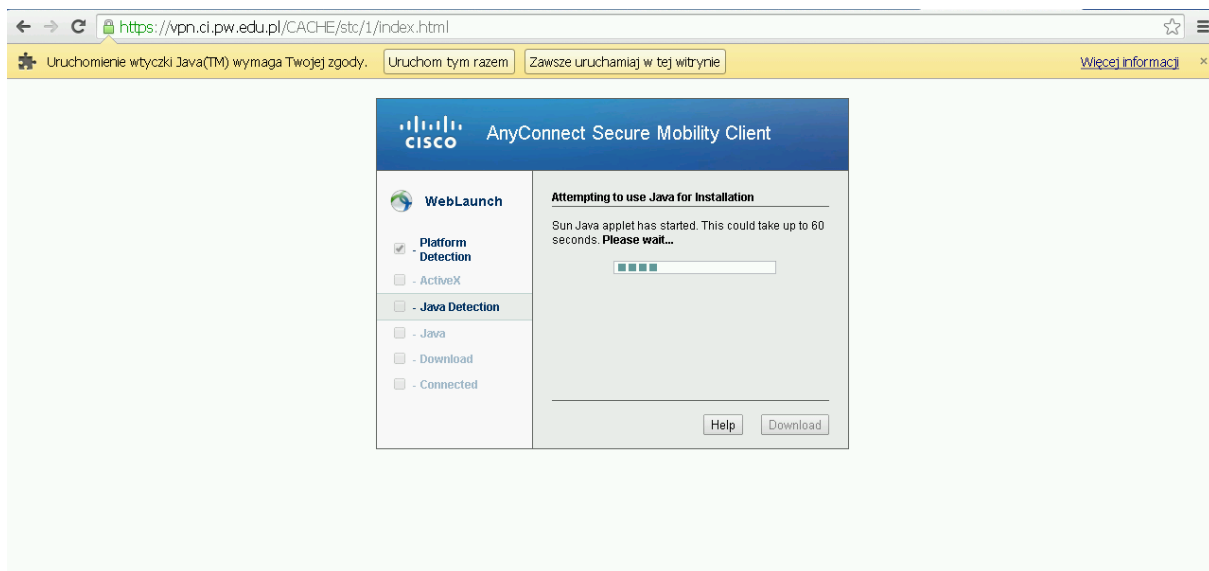 https://vpn.ci.pw.edu.pl/CACHE/stc/1/index.html
Uruchomienie wtyczki Java(TM) wymaga Twojej zgody. Uruchom tym razem Zawsze uruchamiaj w tej witrynie Więcej informacji ×
CISCO AnyConnect Secure Mobility Client
WebLaunch
- Platform
Detection
- ActiveX
- Java Detection
- Java
- Download
- Connected
Attempting to use Java for Installation
Sun Java applet has started. This could take up to 60
seconds. Please wait...
Help Download